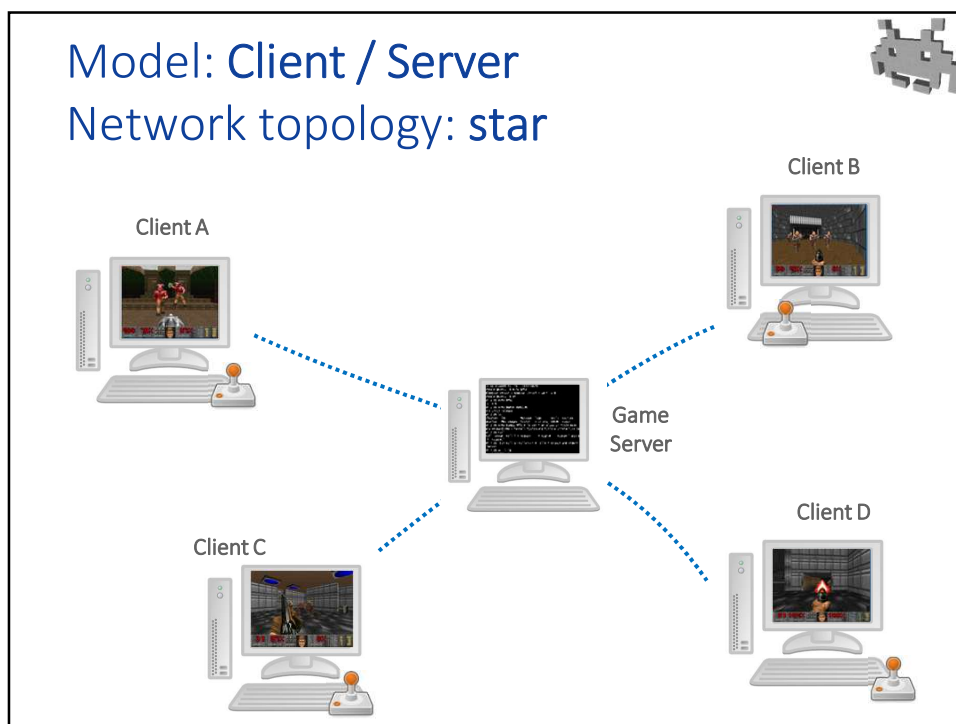 Model: Client / Server
Network topology: star
Client B
Client A
Game
Server
Client D
Client C